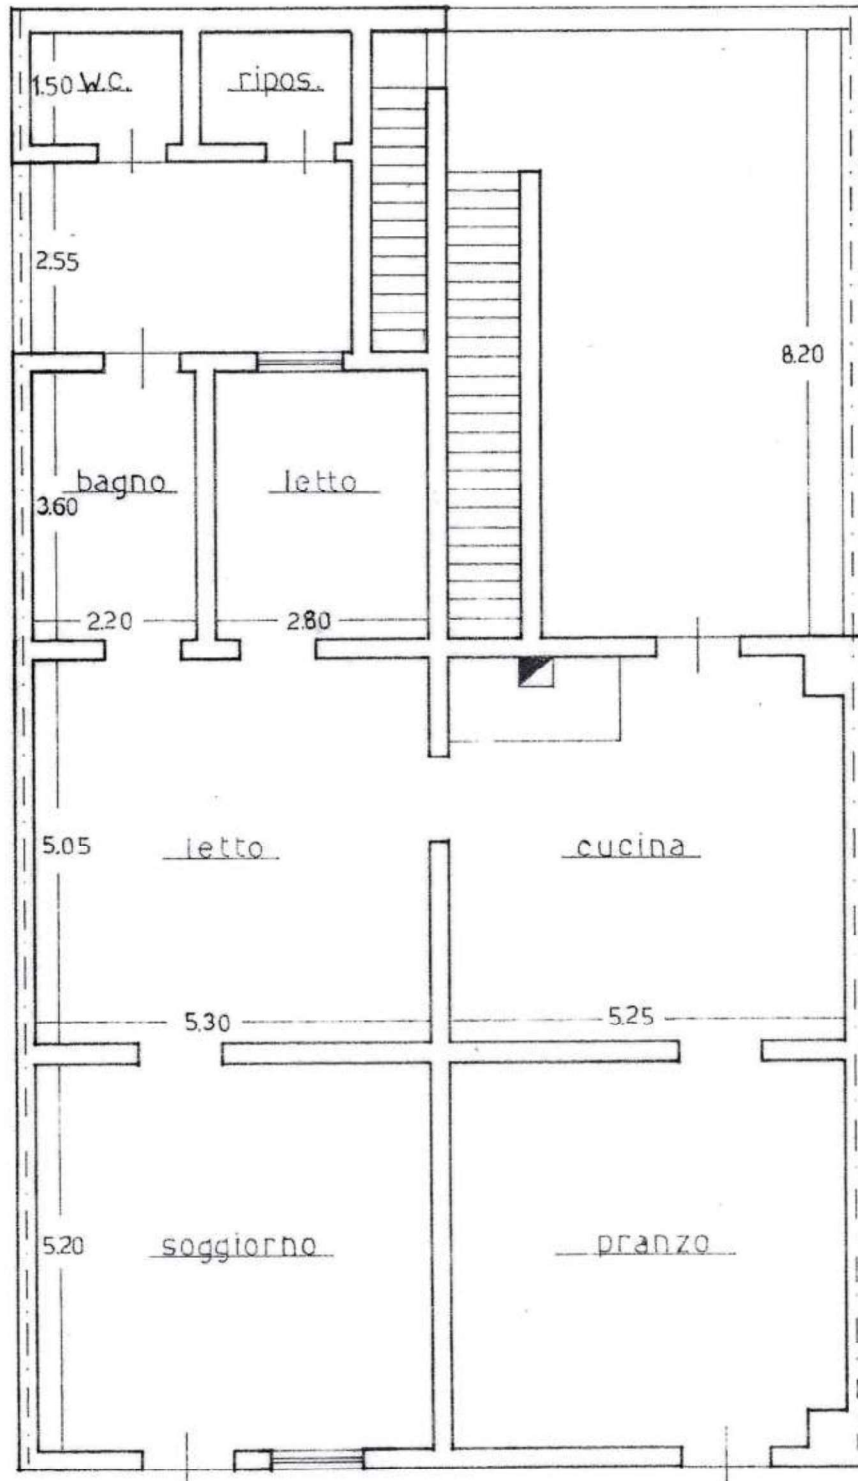 1.50 W.C. ripos.
2.55
8.20
bagno letto
3.60
2.20 2.80
5.05 letto cucina
5.30 5.25
5.20 soggiorno pranzo